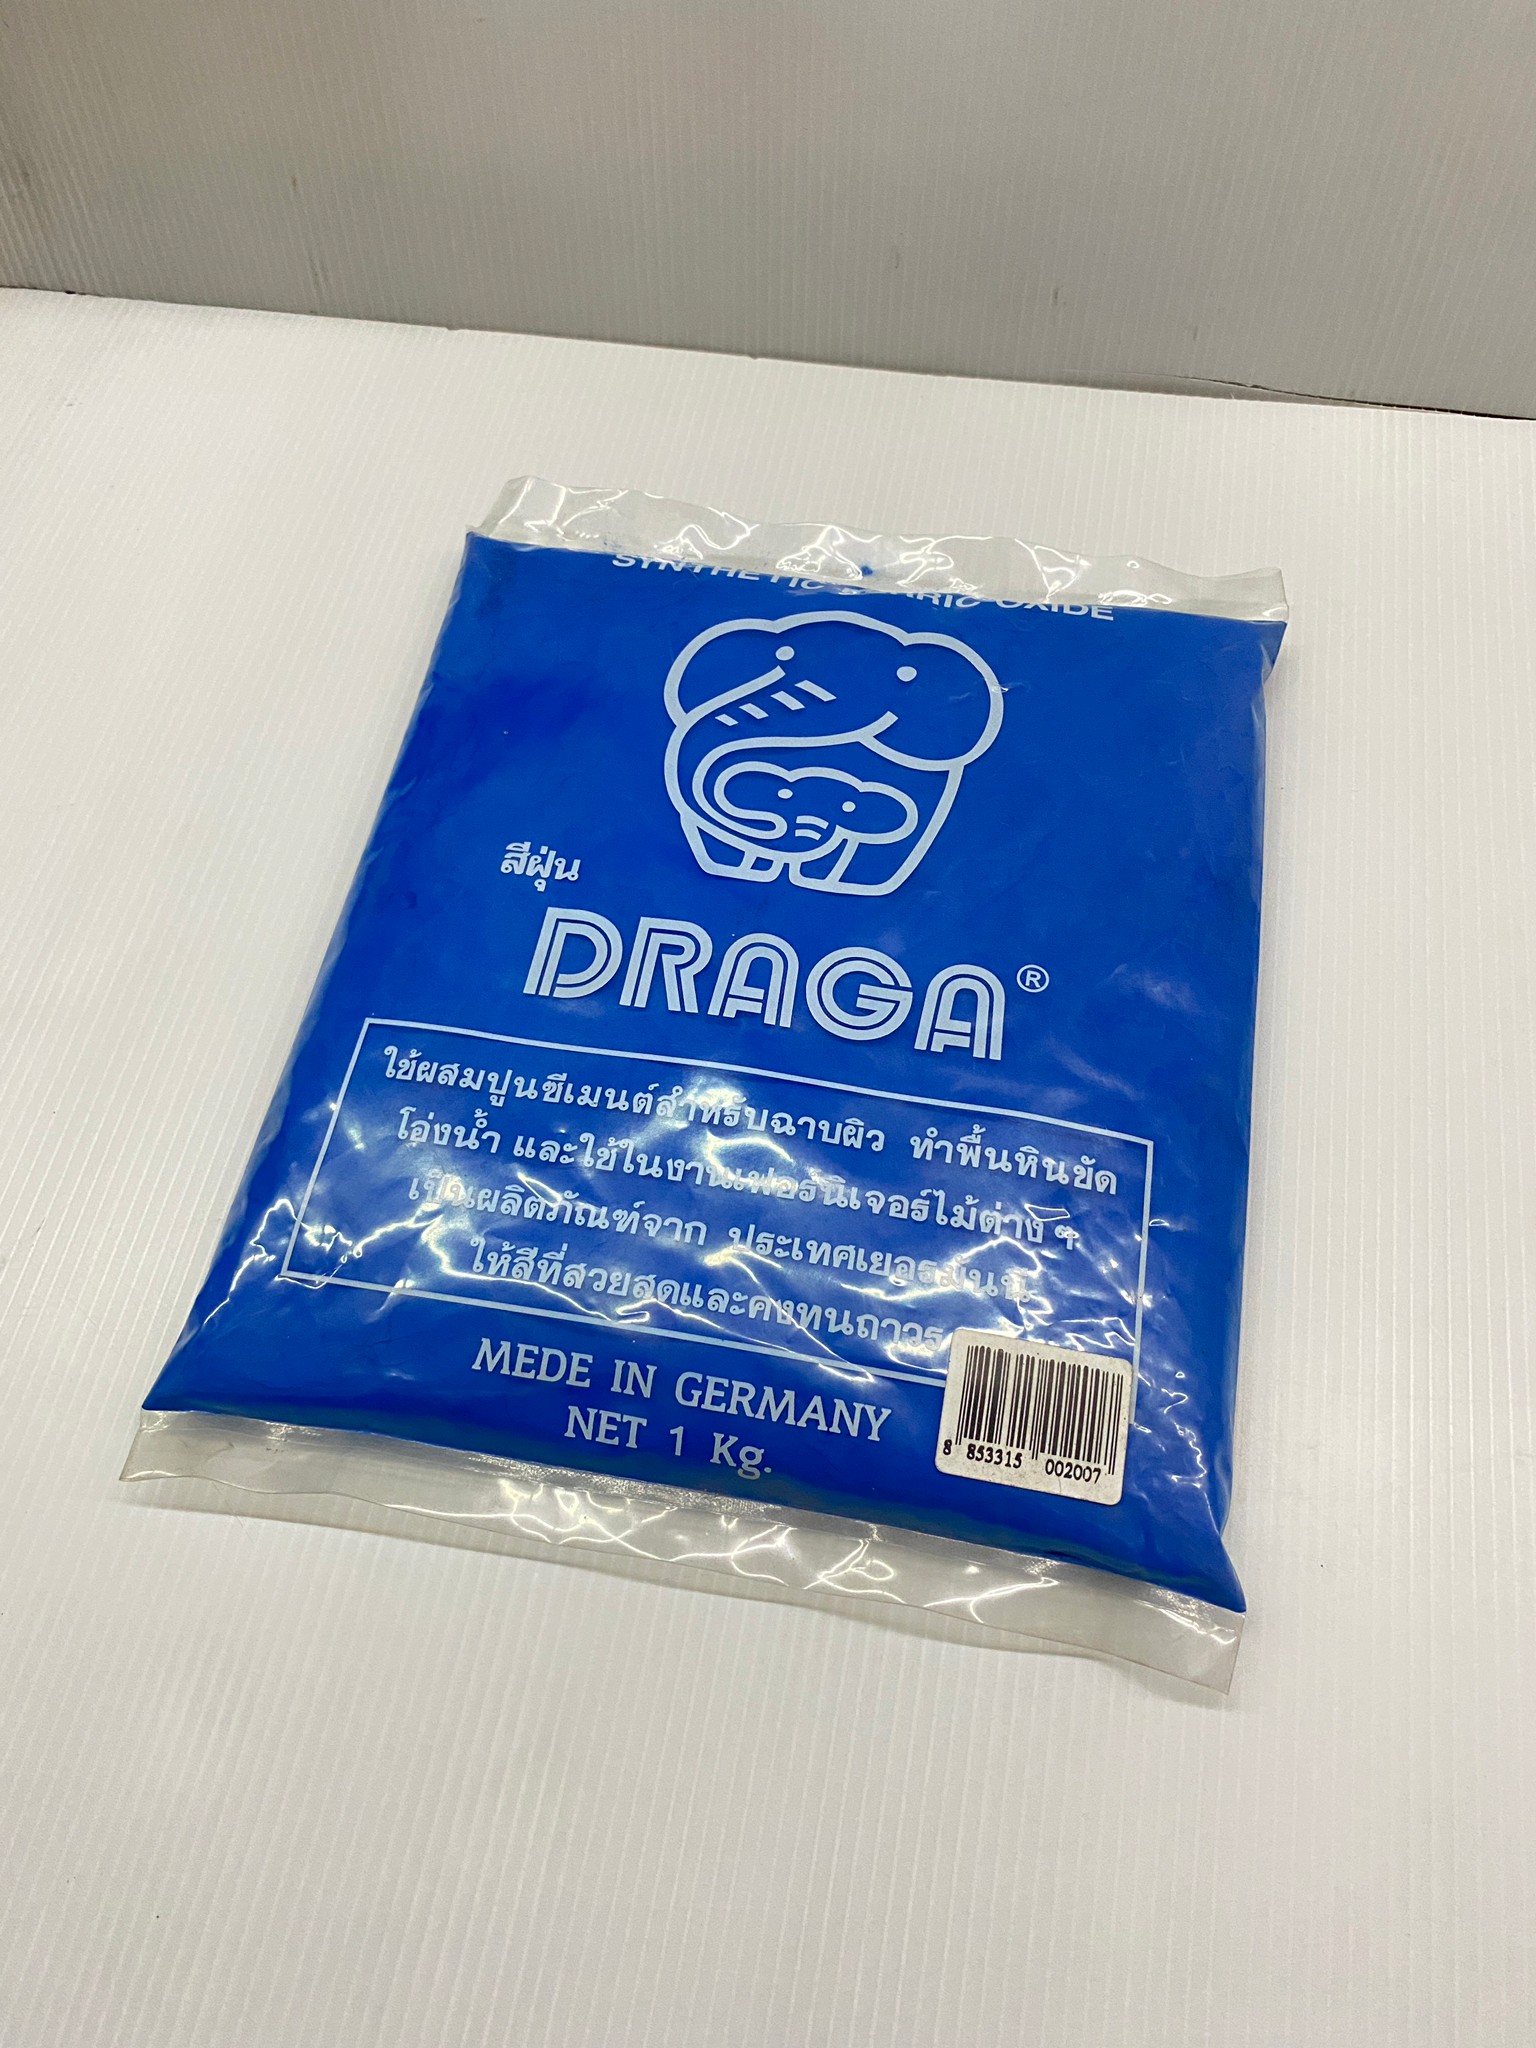 SYNTHETIC OXIDE
สีฝุ่น
DRAGA®
ใช้ผสมปูนซีเมนต์สำหรับฉาบผิว ทำพื้นหินขัด
โอ่งน้ำ และใช้ในงานเฟอรนิเจอร์ไม้ต่าง ๆ
เป็นผลิตภัณฑ์จาก ประเทศเยอรมันนี
ให้สีที่สวยสดและคงทนถาวร
MEDE IN GERMANY
NET 1 Kg.
8 853315 002007